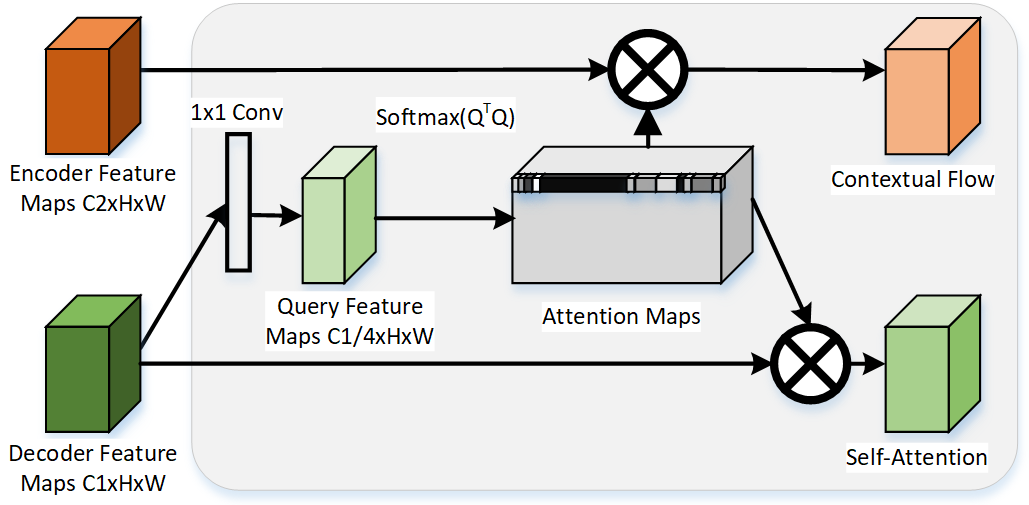 1x1 Conv
Softmax(QᵀQ)
Encoder Feature
Maps C2xHxW
Contextual Flow
Query Feature
Maps C1/4xHxW
Attention Maps
Decoder Feature
Maps C1xHxW
Self-Attention